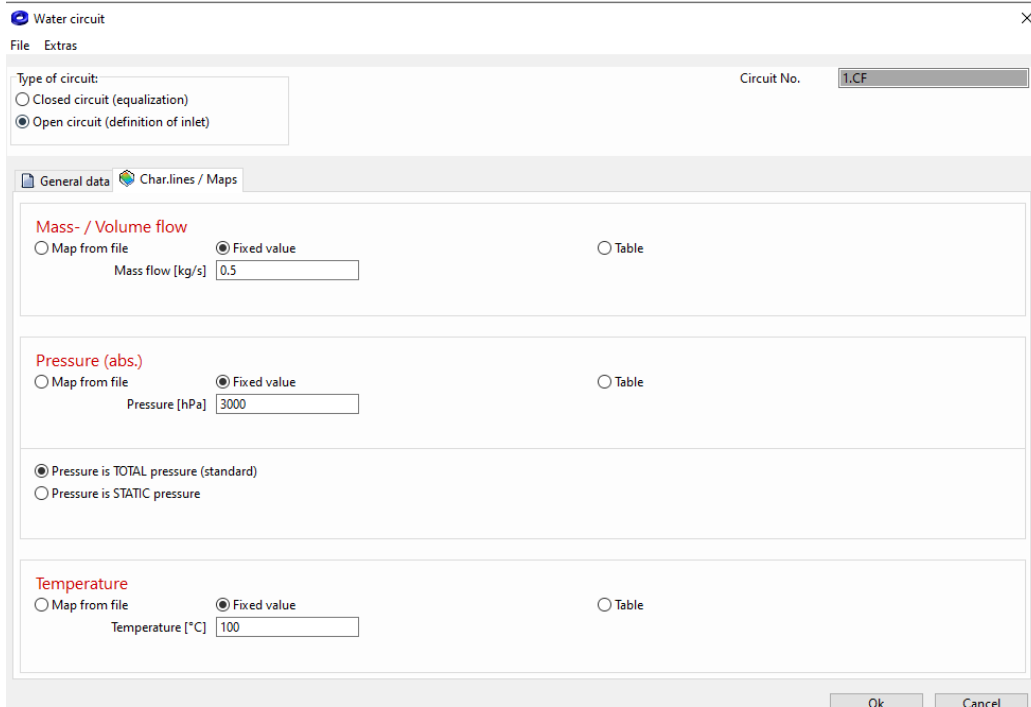 Water circuit
File Extras
Type of circuit:
Circuit No. 1.CF
Closed circuit (equalization)
Open circuit (definition of inlet)
General data Char.lines / Maps
Mass- / Volume flow
Map from file Fixed value Table
Mass flow [kg/s] 0.5
Pressure (abs.)
Map from file Fixed value Table
Pressure [hPa] 3000
Pressure is TOTAL pressure (standard)
Pressure is STATIC pressure
Temperature
Map from file Fixed value Table
Temperature [°C] 100
Ok Cancel